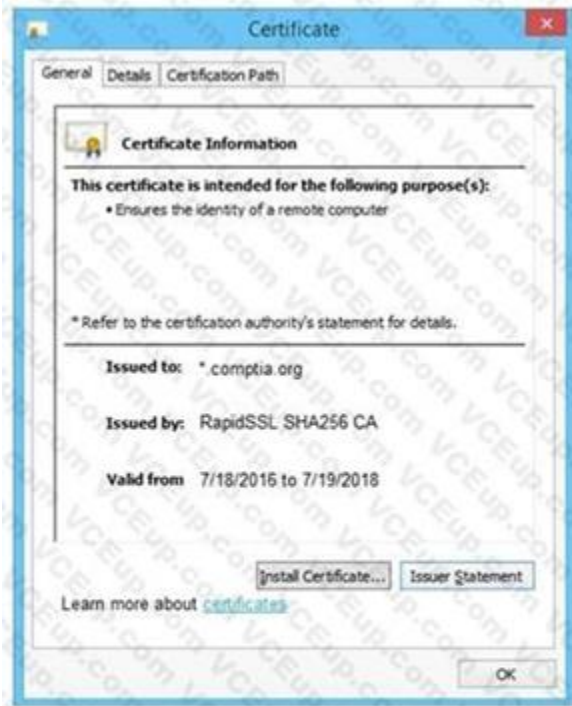 Certificate
General Details Certification Path
Certificate Information
This certificate is intended for the following purpose(s):
• Ensures the identity of a remote computer
* Refer to the certification authority's statement for details.
Issued to: *.comptia.org
Issued by: RapidSSL SHA256 CA
Valid from 7/18/2016 to 7/19/2018
Install Certificate... Issuer Statement
Learn more about certificates
OK
VCEup.com